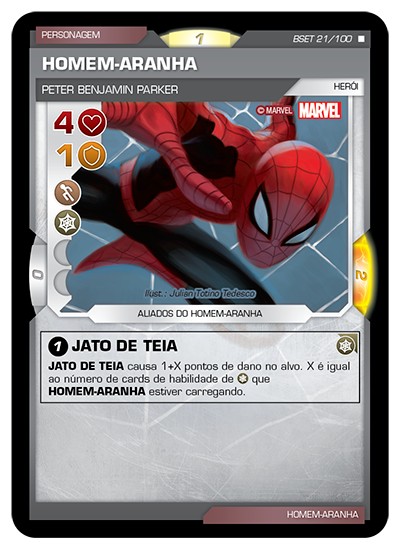 PERSONAGEM
1
BSET 21/100
HOMEM-ARANHA
PETER BENJAMIN PARKER
HERÓI
4
© MARVEL MARVEL
1
0
2
Ilust.: Julian Totino Tedesco
ALIADOS DO HOMEM-ARANHA
1 JATO DE TEIA
JATO DE TEIA causa 1+X pontos de dano no alvo. X é igual
ao número de cards de habilidade de que
HOMEM-ARANHA estiver carregando.
HOMEM-ARANHA